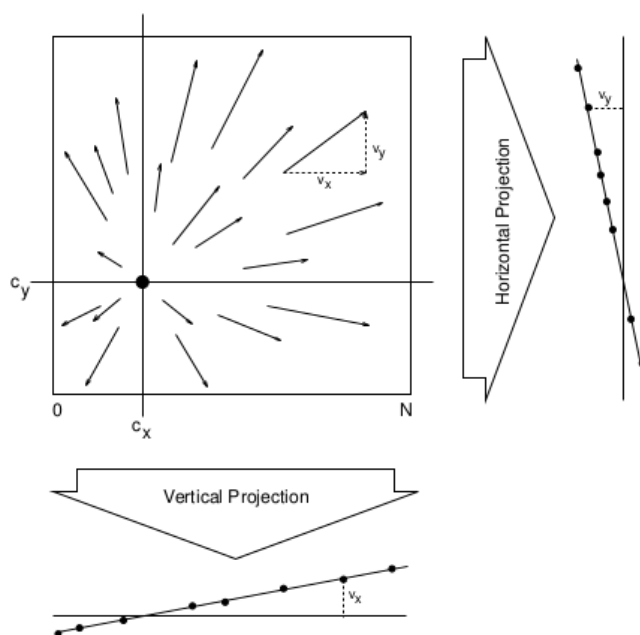 v_y
v_x
c_y
0
N
c_x
Horizontal Projection
v_y
Vertical Projection
v_x